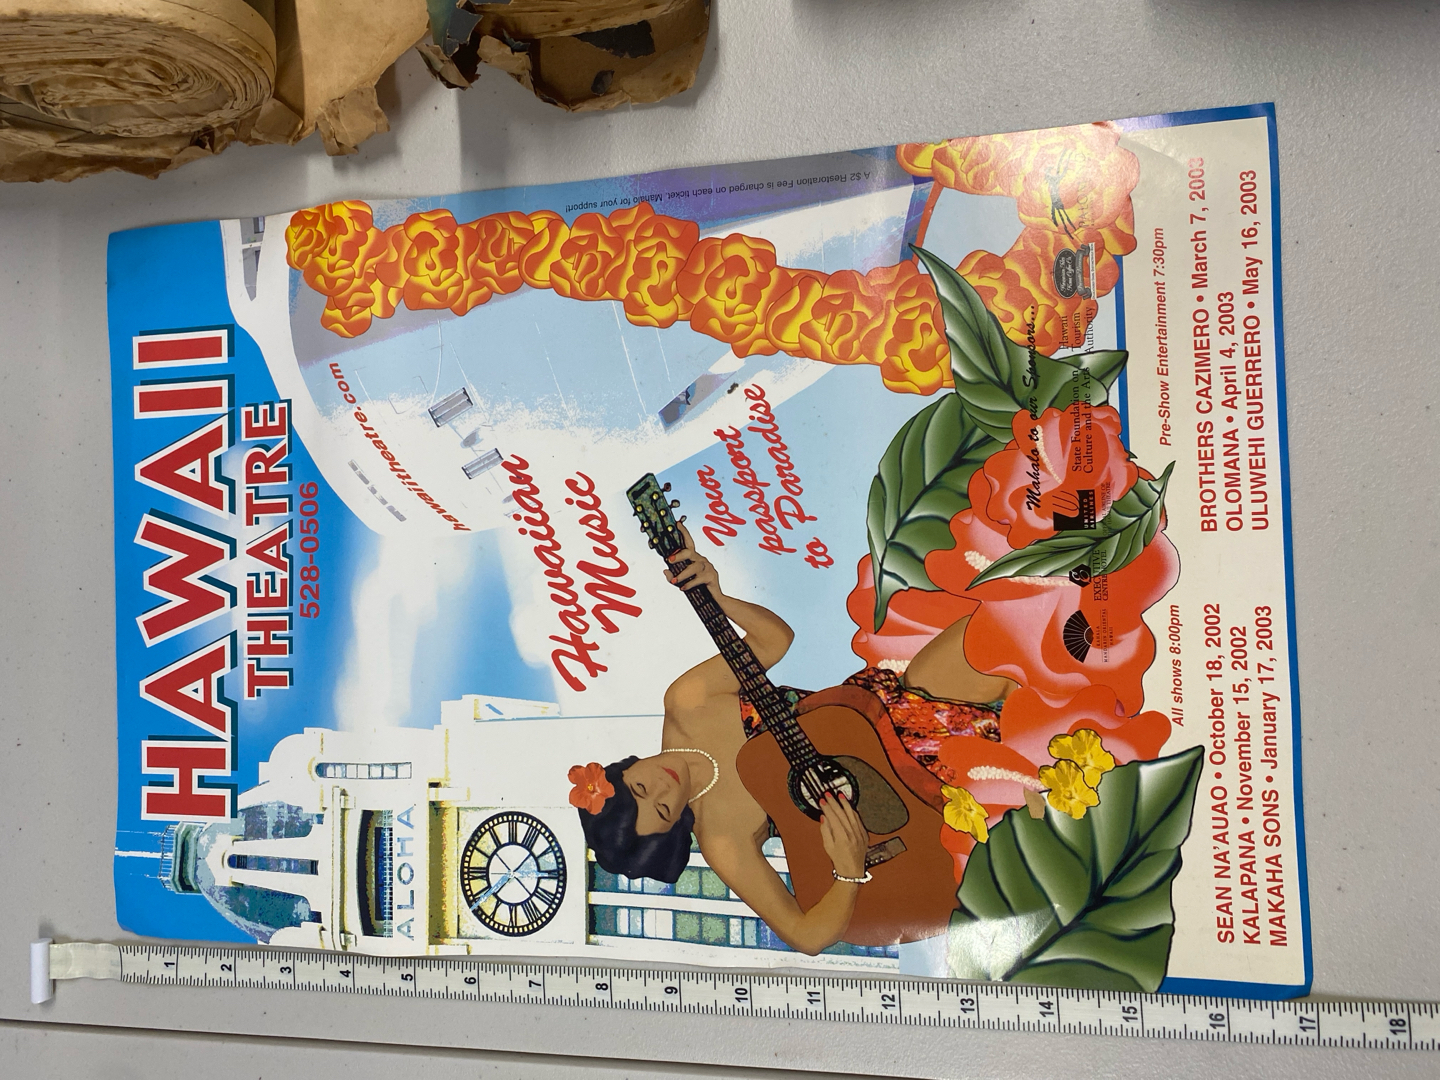 HAWAII
THEATRE
528-0506
hawaiitheatre.com
Hawaiian
Music
Your
passport
to
Paradise
ALOHA
A $2 Restoration Fee is charged on each ticket. Mahalo for your support!
Mahalo to our Sponsors...
State Foundation on
Culture and the Arts
Hawaii
Tourism
Authority
EXECUTIVE
CENTRE HOTEL
All shows 8:00pm
Pre-Show Entertainment 7:30pm
SEAN NA'AUAO • October 18, 2002
KALAPANA • November 15, 2002
MAKAHA SONS • January 17, 2003
BROTHERS CAZIMERO • March 7, 2003
OLOMANA • April 4, 2003
ULUWEHI GUERRERO • May 16, 2003
1 2 3 4 5 6 7 8 9 10 11 12 13 14 15 16 17 18